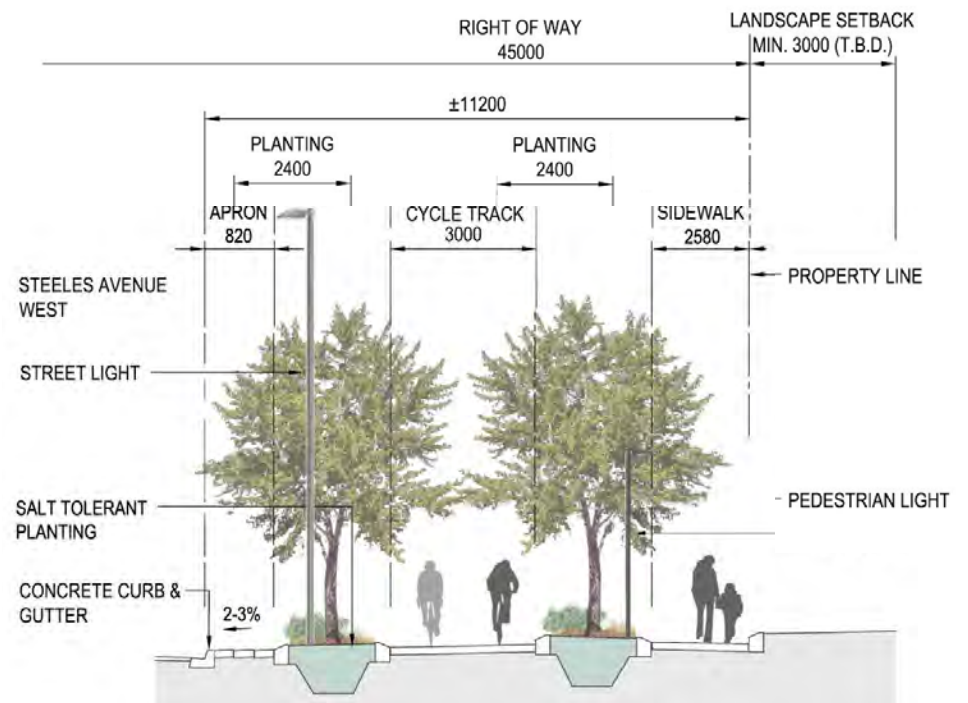 RIGHT OF WAY
45000
LANDSCAPE SETBACK
MIN. 3000 (T.B.D.)
±11200
PLANTING
2400
PLANTING
2400
APRON
820
CYCLE TRACK
3000
SIDEWALK
2580
STEELES AVENUE
WEST
PROPERTY LINE
STREET LIGHT
SALT TOLERANT
PLANTING
PEDESTRIAN LIGHT
CONCRETE CURB &
GUTTER
2-3%